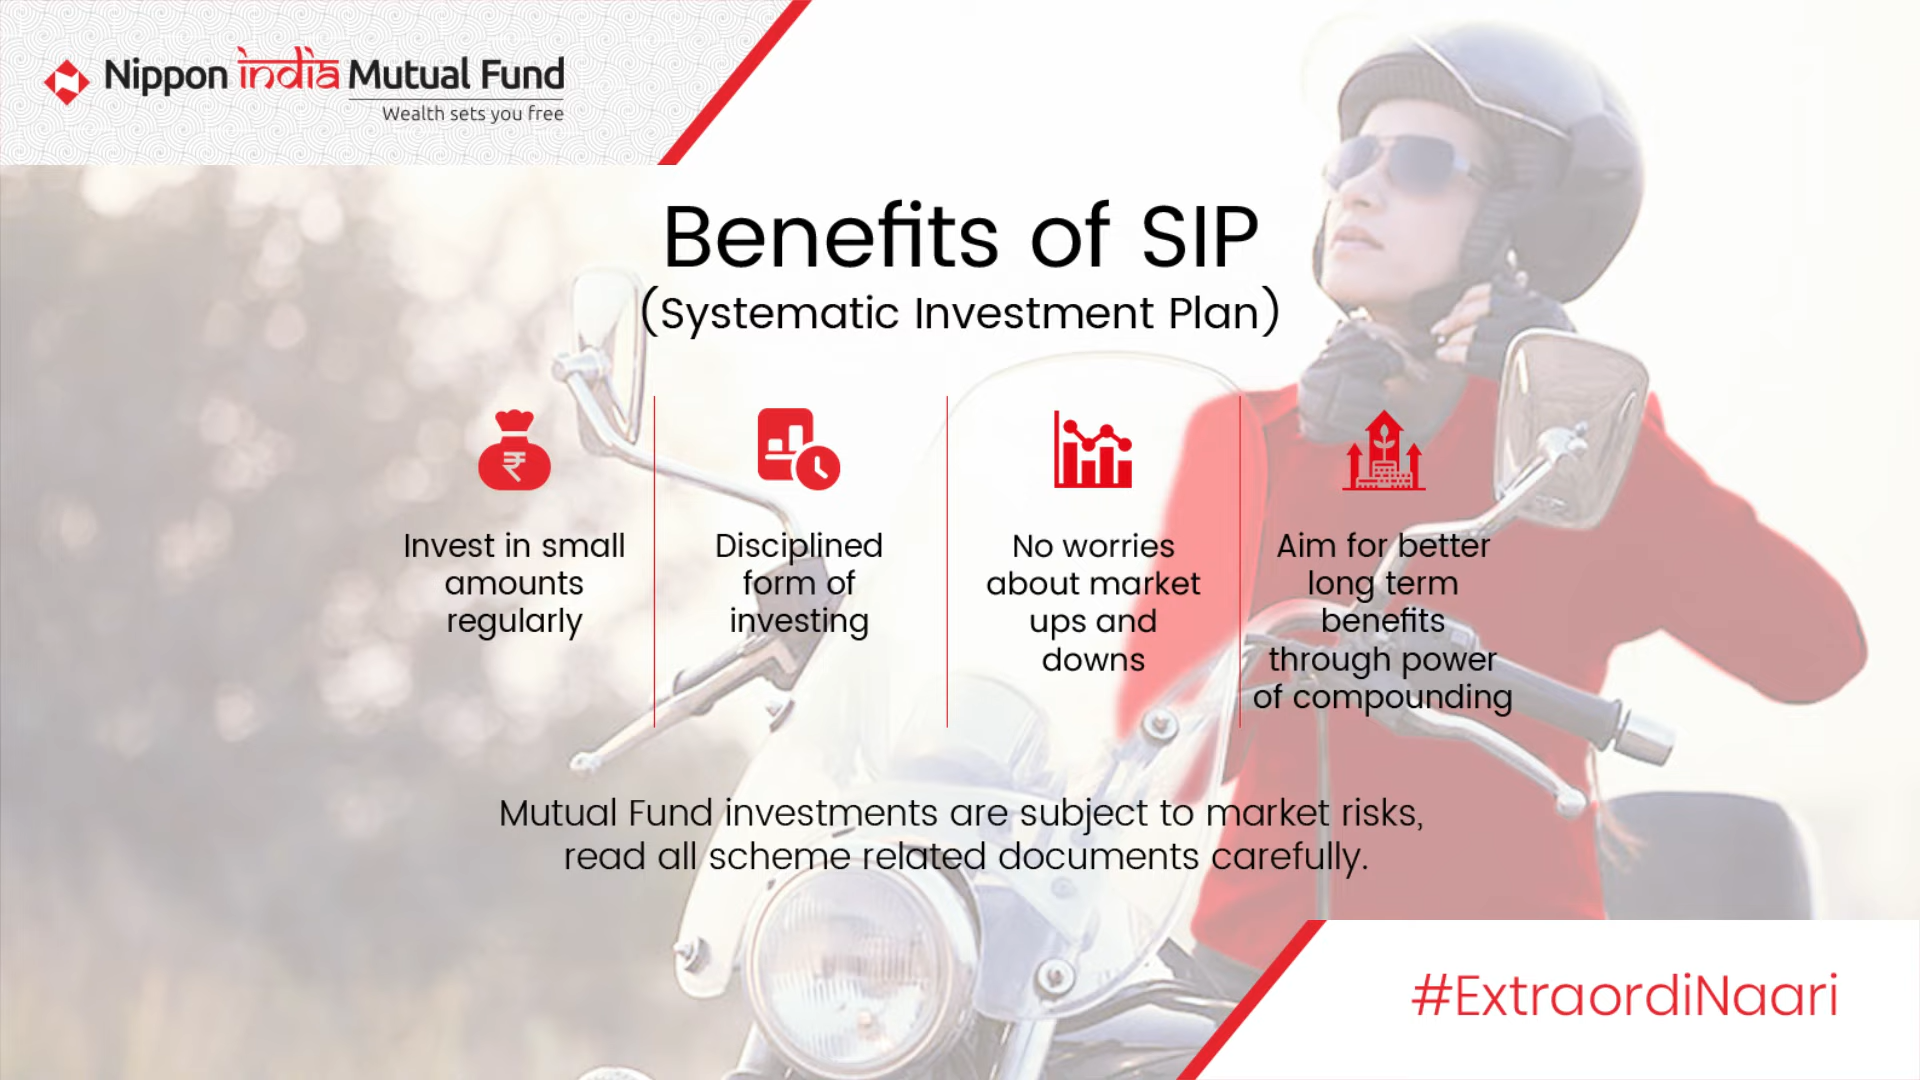 Nippon india Mutual Fund
Wealth sets you free
Benefits of SIP
(Systematic Investment Plan)
₹
Invest in small
amounts
regularly
Disciplined
form of
investing
No worries
about market
ups and
downs
Aim for better
long term
benefits
through power
of compounding
Mutual Fund investments are subject to market risks,
read all scheme related documents carefully.
#ExtraordiNaari